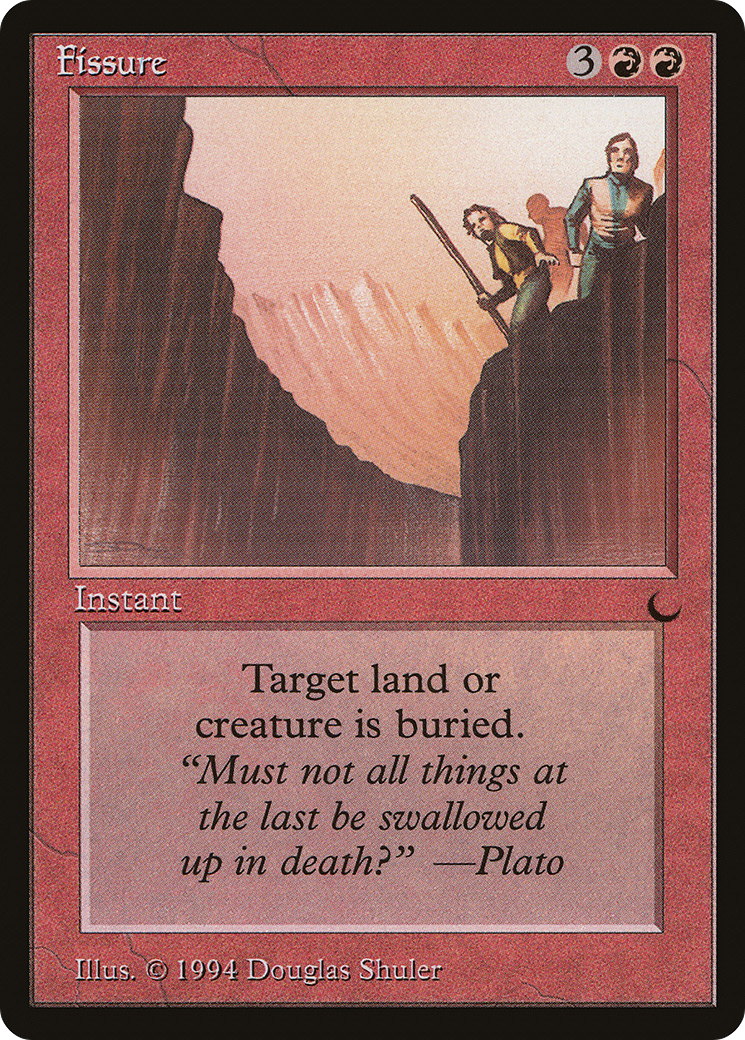 Fissure 3
Instant
Target land or
creature is buried.
“Must not all things at
the last be swallowed
up in death?” —Plato
Illus. © 1994 Douglas Shuler